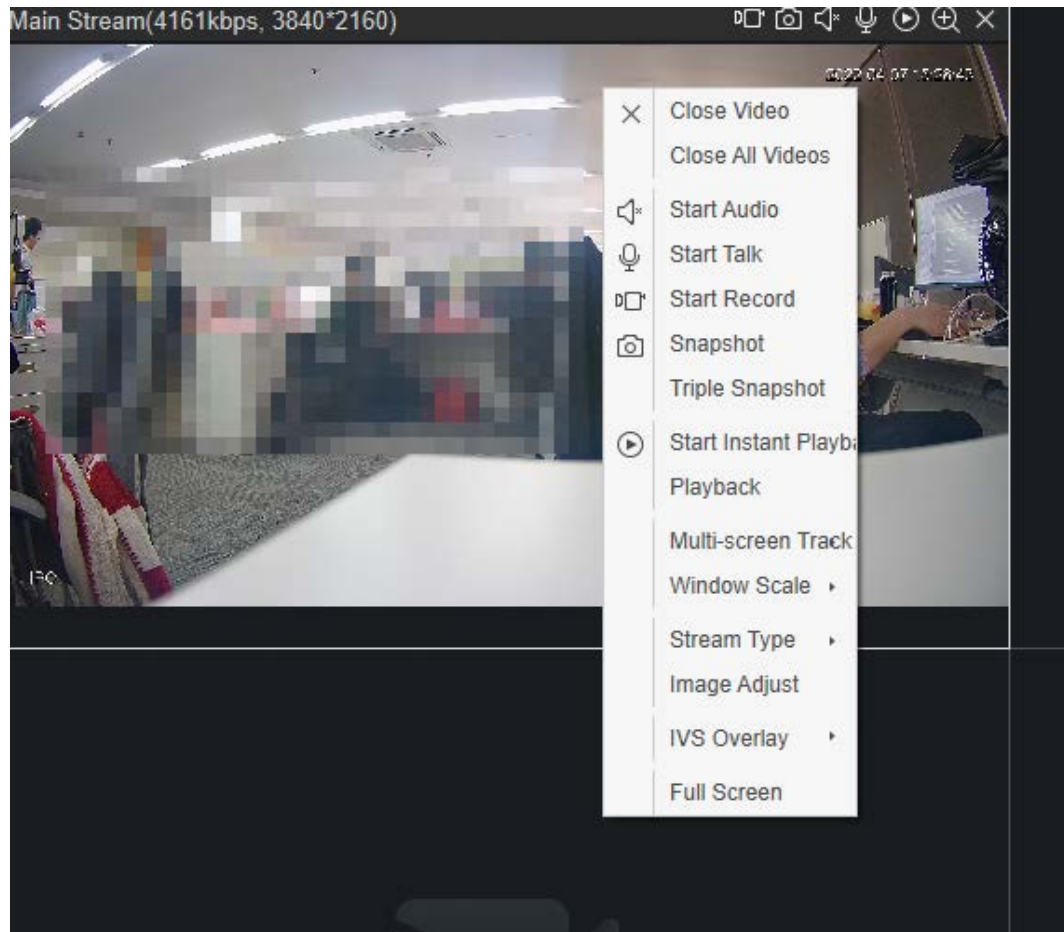 Main Stream(4161kbps, 3840*2160)
Close Video
Close All Videos
Start Audio
Start Talk
Start Record
Snapshot
Triple Snapshot
Start Instant
Playback
Multi-screen Track
Window Scale
Stream Type
Image Adjust
IVS Overlay
Full Screen